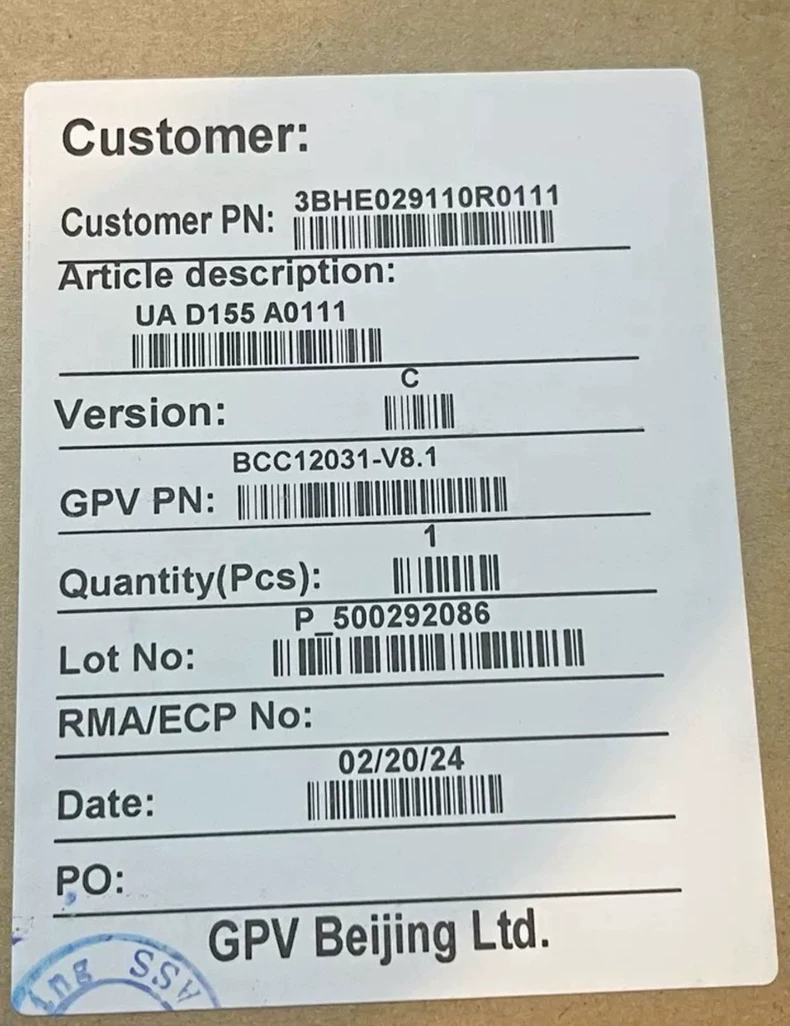 Customer:
3BHE029110R0111
Customer PN:
Article description:
UA D155 A0111
C
Version:
BCC12031-V8.1
GPV PN:
1
Quantity(Pcs):
P_500292086
Lot No:
RMA/ECP No:
02/20/24
Date:
PO:
GPV Beijing Ltd.